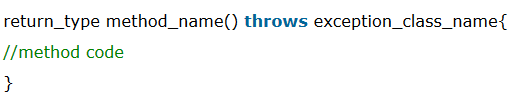 return_type method_name() throws exception_class_name{
//method code
}